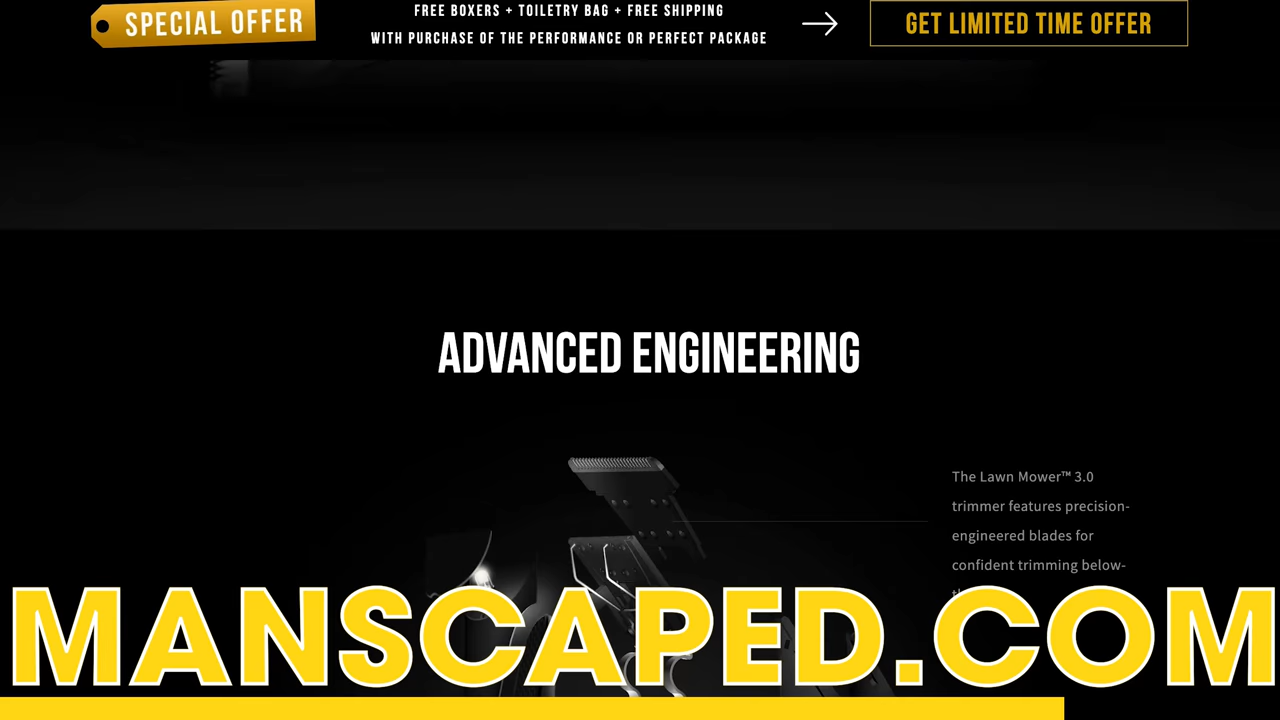 SPECIAL OFFER
FREE BOXERS + TOILETRY BAG + FREE SHIPPING
WITH PURCHASE OF THE PERFORMANCE OR PERFECT PACKAGE
GET LIMITED TIME OFFER
ADVANCED ENGINEERING
The Lawn Mower™ 3.0
trimmer features precision-
engineered blades for
confident trimming below-
MANSCAPED.COM